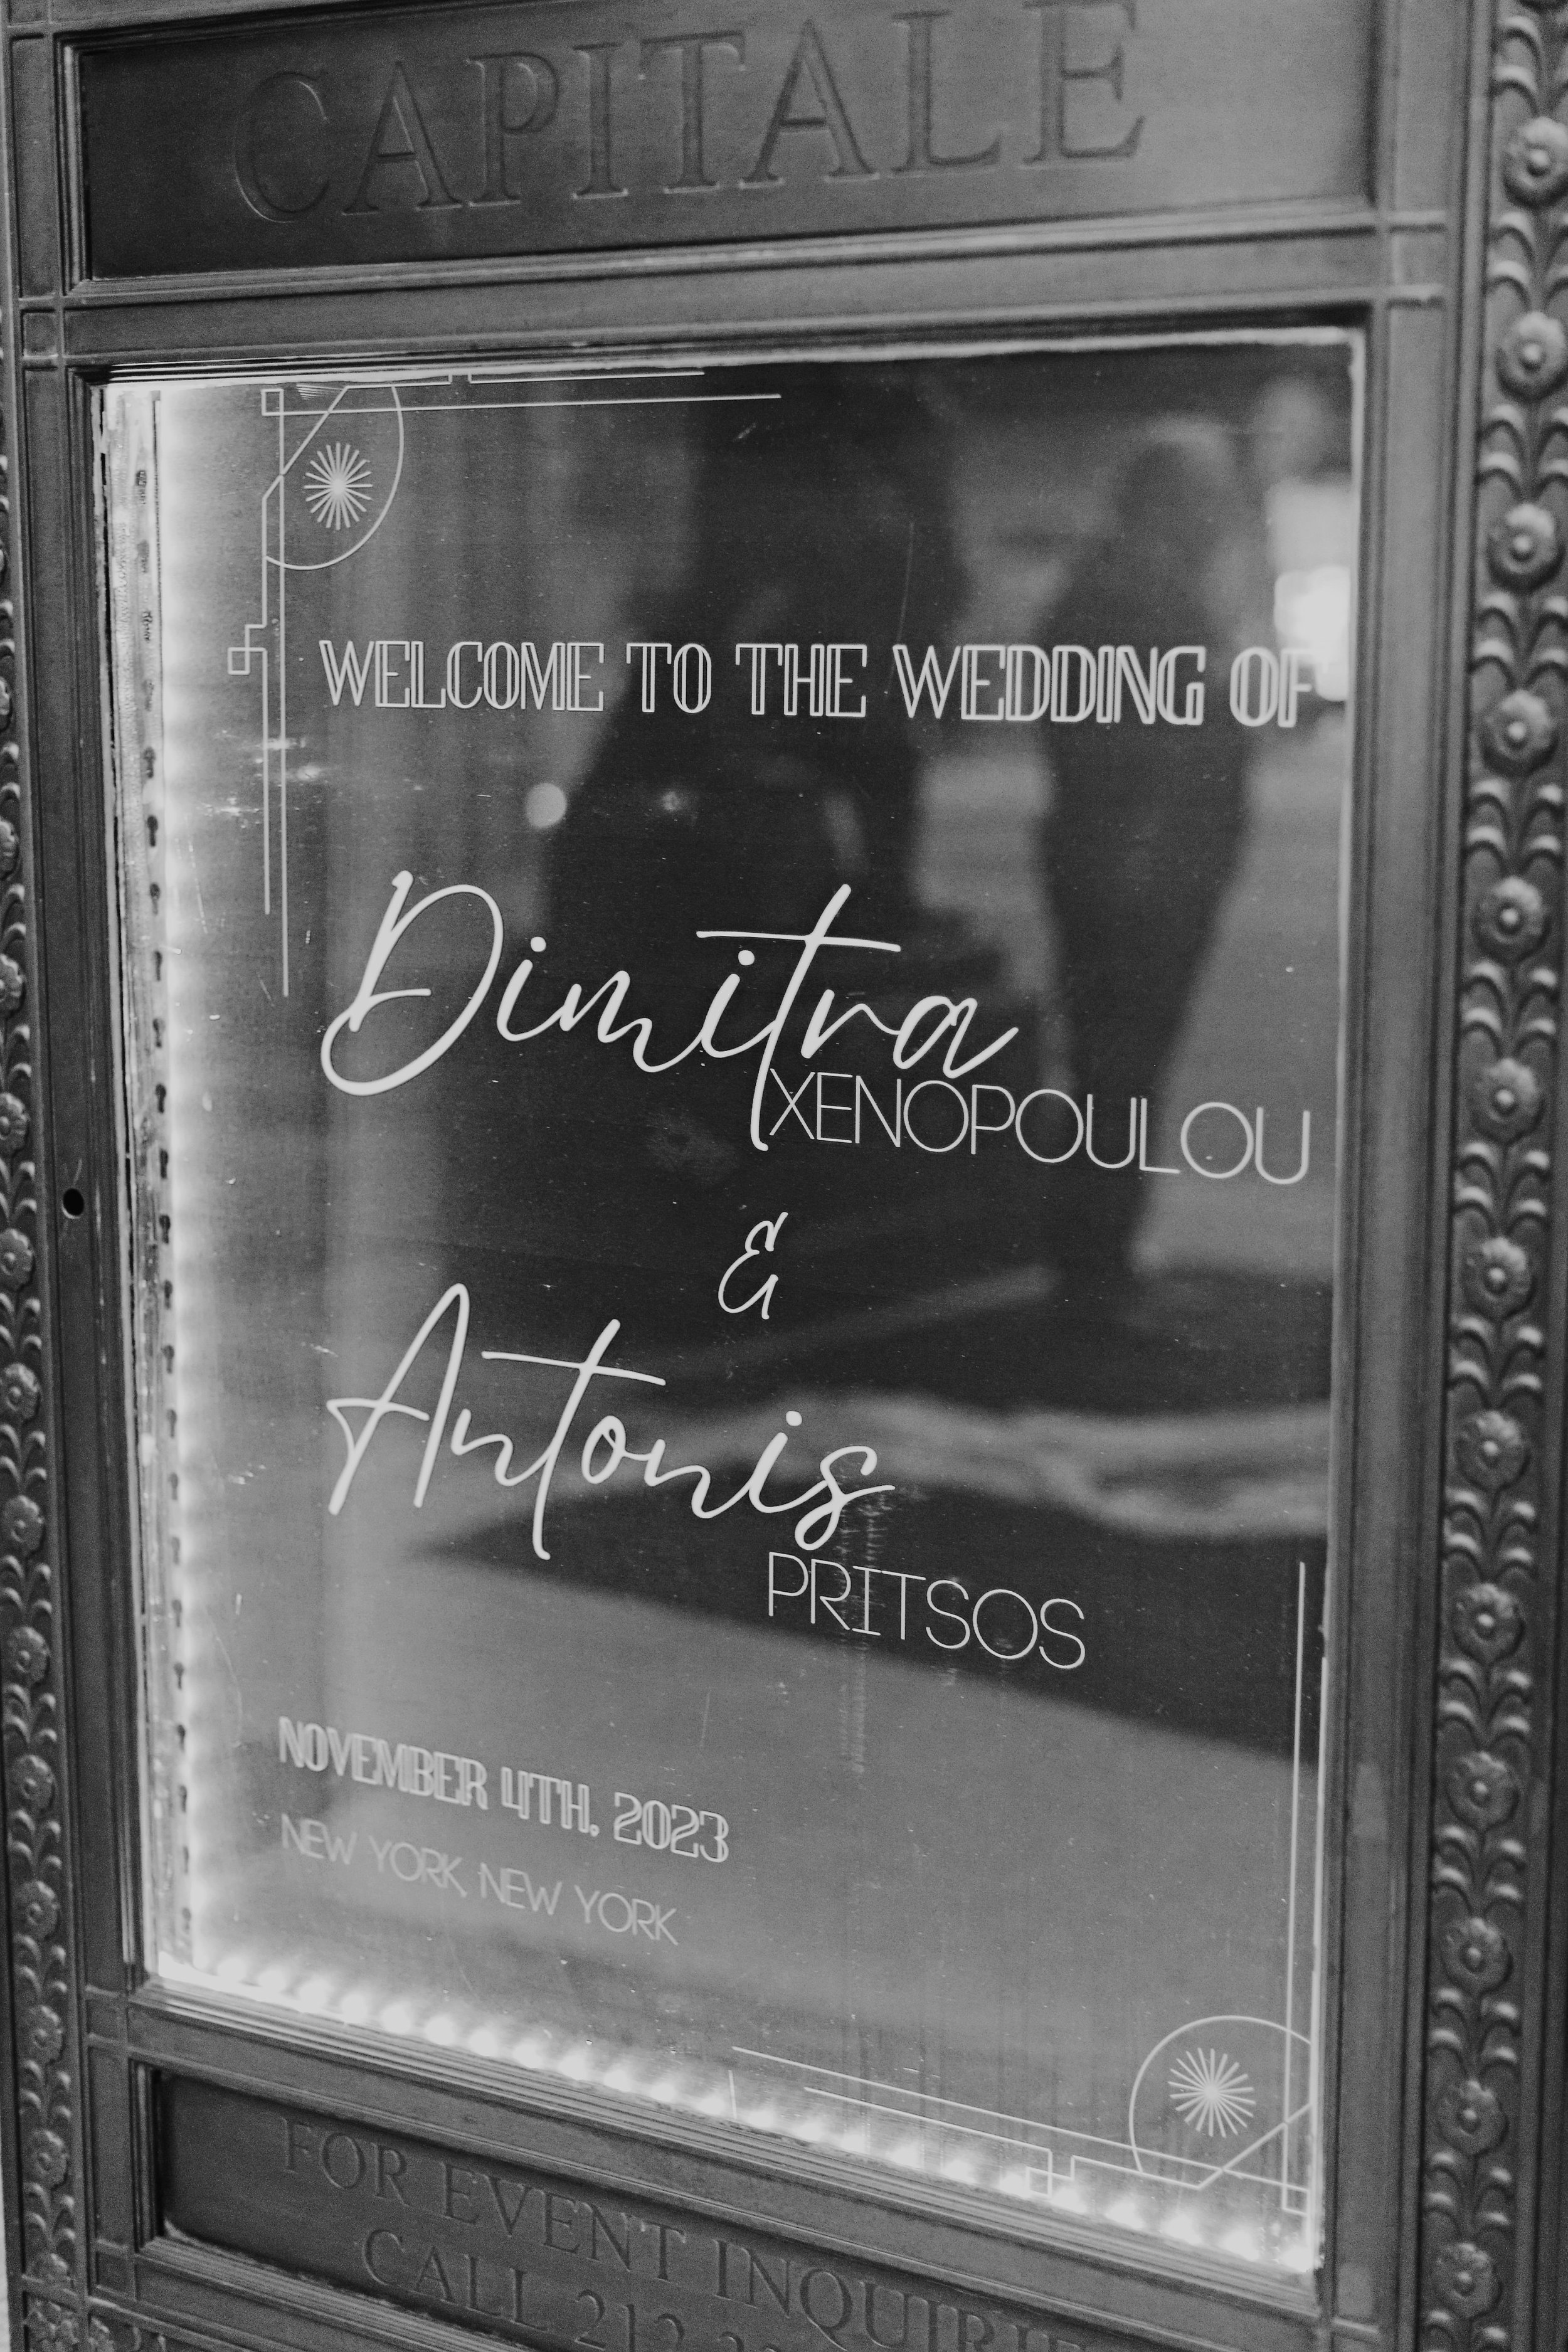 CAPITALE
WELCOME TO THE WEDDING OF
Dimitra
XENOPOULOU
&
Antonis
PRITSOS
NOVEMBER 4TH, 2023
NEW YORK, NEW YORK
FOR EVENT
CALL 212